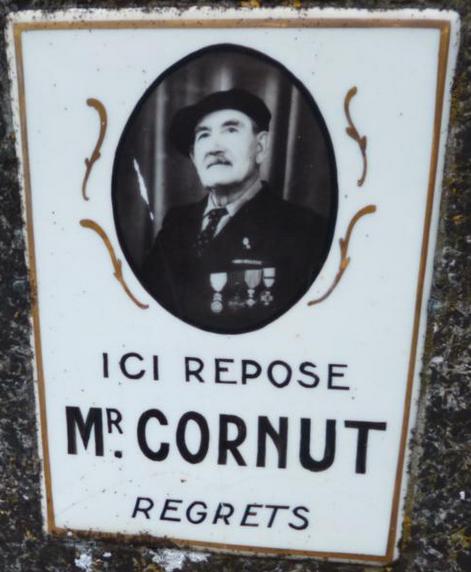 ICI REPOSE
MR. CORNUT
REGRETS